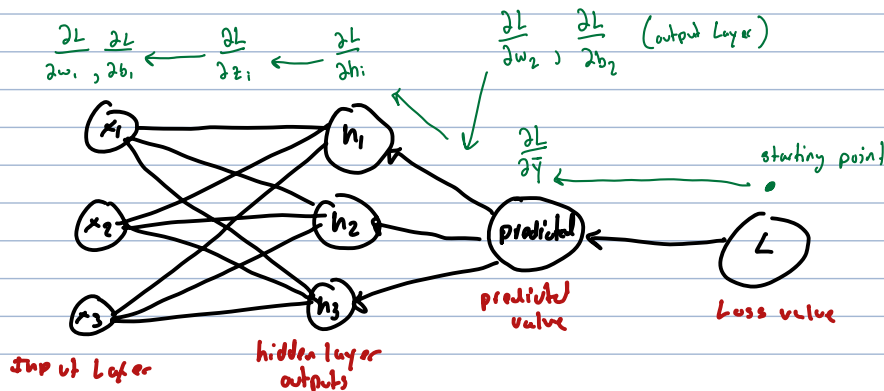 ∂L/∂w₁, ∂L/∂b₁ ← ∂L/∂z₁ ← ∂L/∂h₁
∂L/∂w₂, ∂L/∂b₂ (output Layer)
∂L/∂Ȳ
starting point
x₁
h₁
x₂
h₂
predicted
L
x₃
h₃
predicted
value
Loss value
Input Layer
hidden layer
outputs